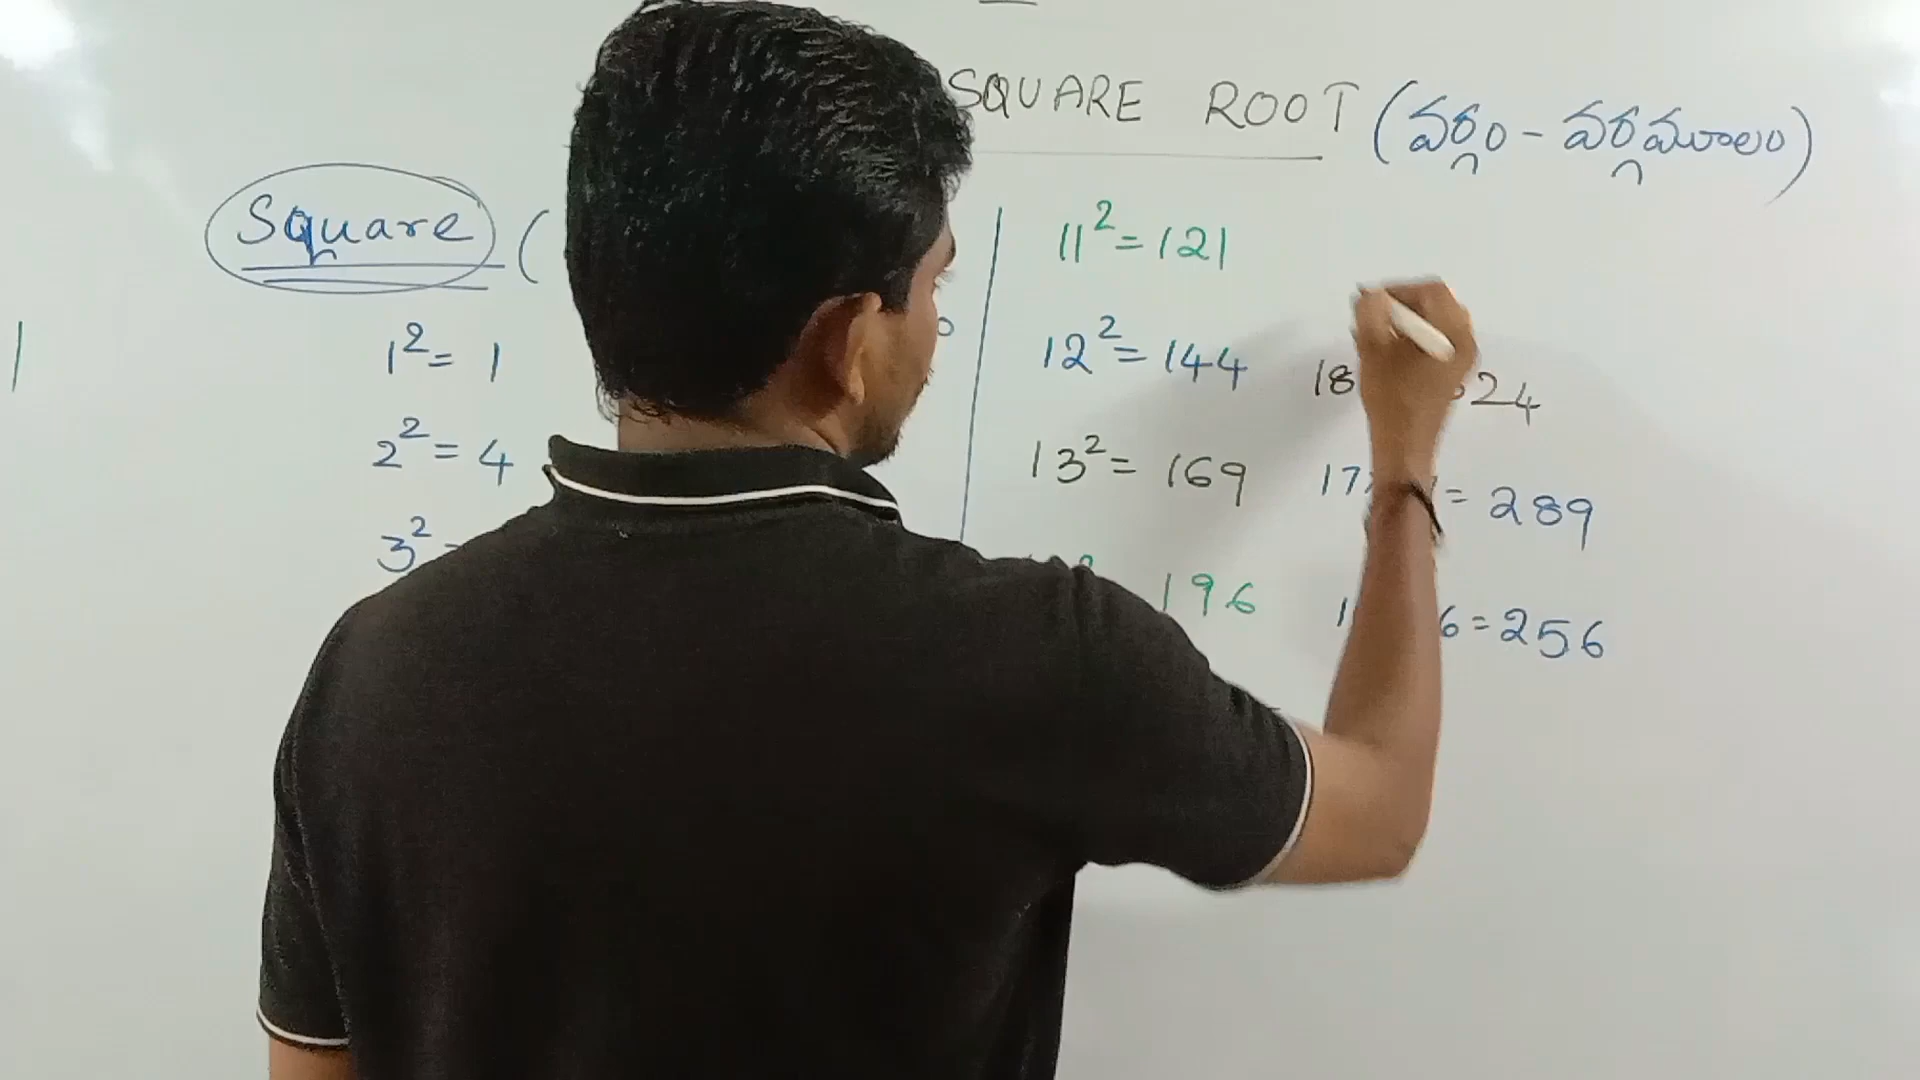 SQUARE ROOT (వర్గం - వర్గమూలం)
Square (
1² = 1
2² = 4
3²
11² = 121
12² = 144
13² = 169
196
18 24
17 = 289
6 = 256